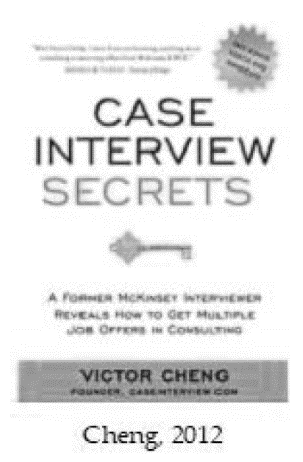 CASE
INTERVIEW
SECRETS
A FORMER MCKINSEY INTERVIEWER
REVEALS HOW TO GET MULTIPLE
JOB OFFERS IN CONSULTING
VICTOR CHENG
FOUNDER, CASEINTERVIEW.COM
Cheng, 2012